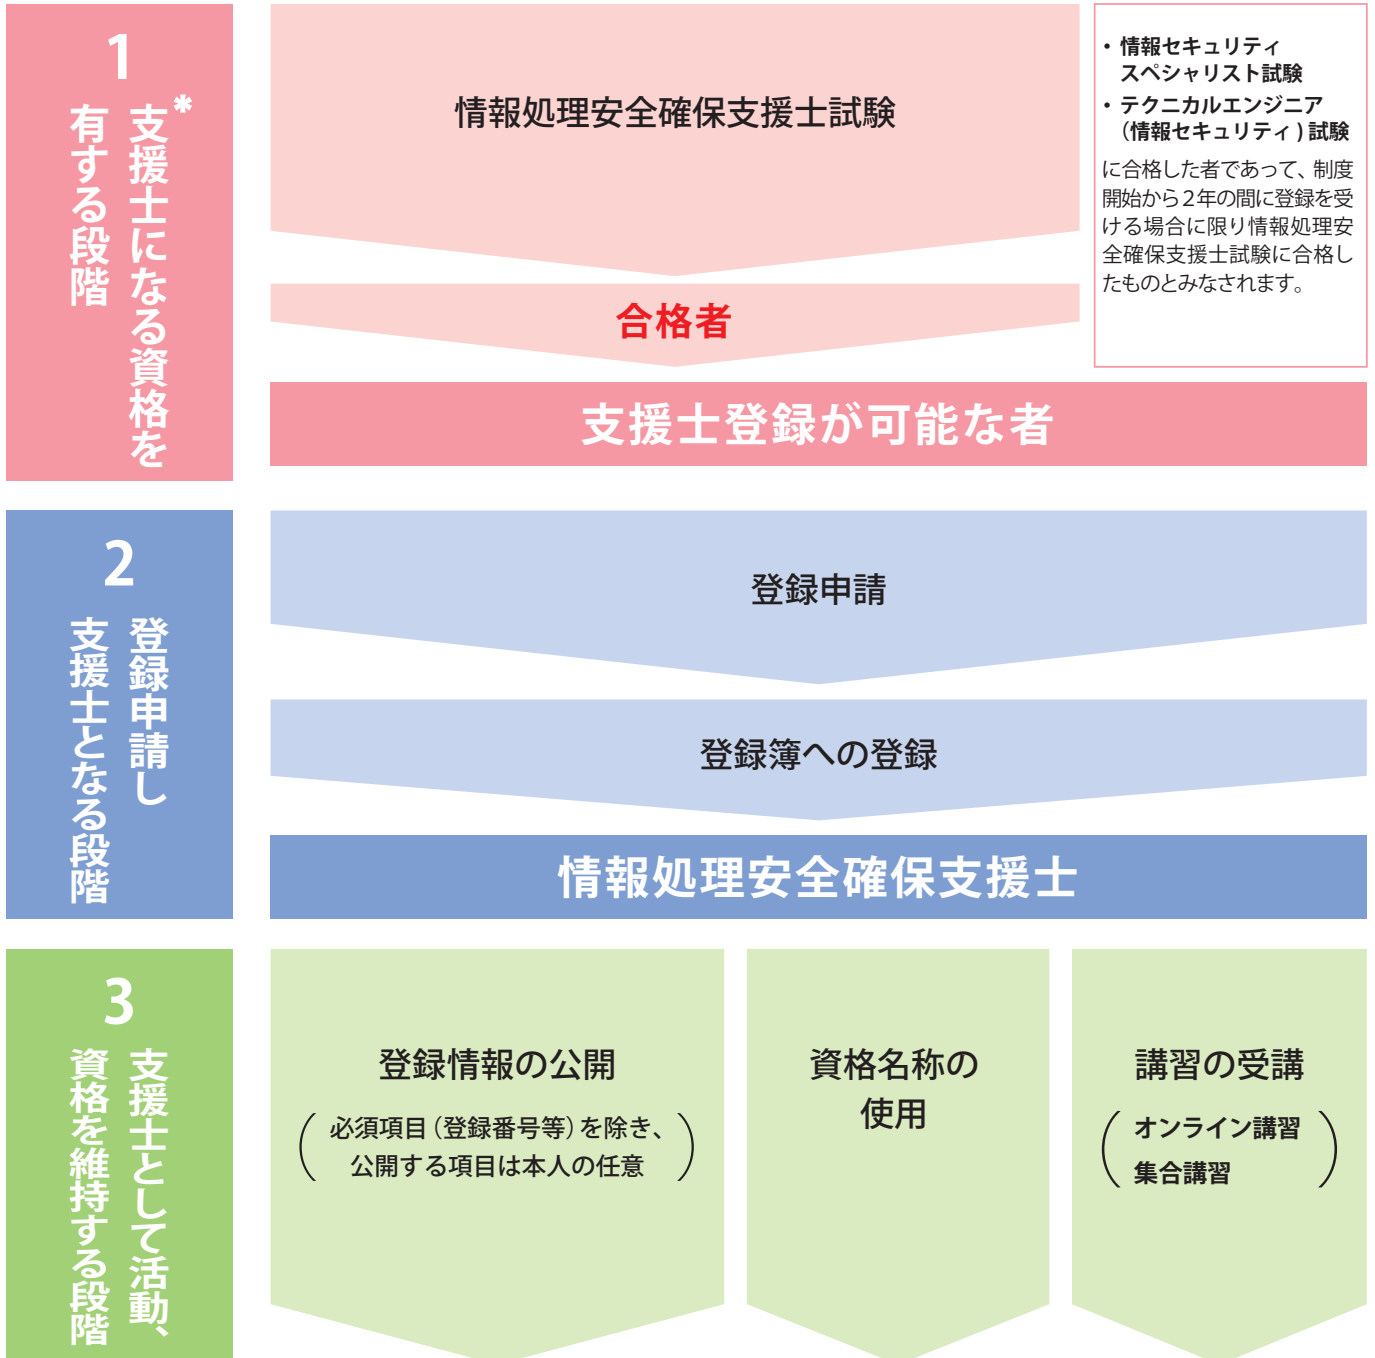 1
支援士になる資格を*
有する段階
情報処理安全確保支援士試験
合格者
・情報セキュリティ
スペシャリスト試験
・テクニカルエンジニア
（情報セキュリティ）試験
に合格した者であって、制度
開始から２年の間に登録を受
ける場合に限り情報処理安
全確保支援士試験に合格し
たものとみなされます。
支援士登録が可能な者
2
登録申請し
支援士となる段階
登録申請
登録簿への登録
情報処理安全確保支援士
3
支援士として活動、
資格を維持する段階
登録情報の公開
（必須項目（登録番号等）を除き、
公開する項目は本人の任意）
資格名称の
使用
講習の受講
（オンライン講習
集合講習）